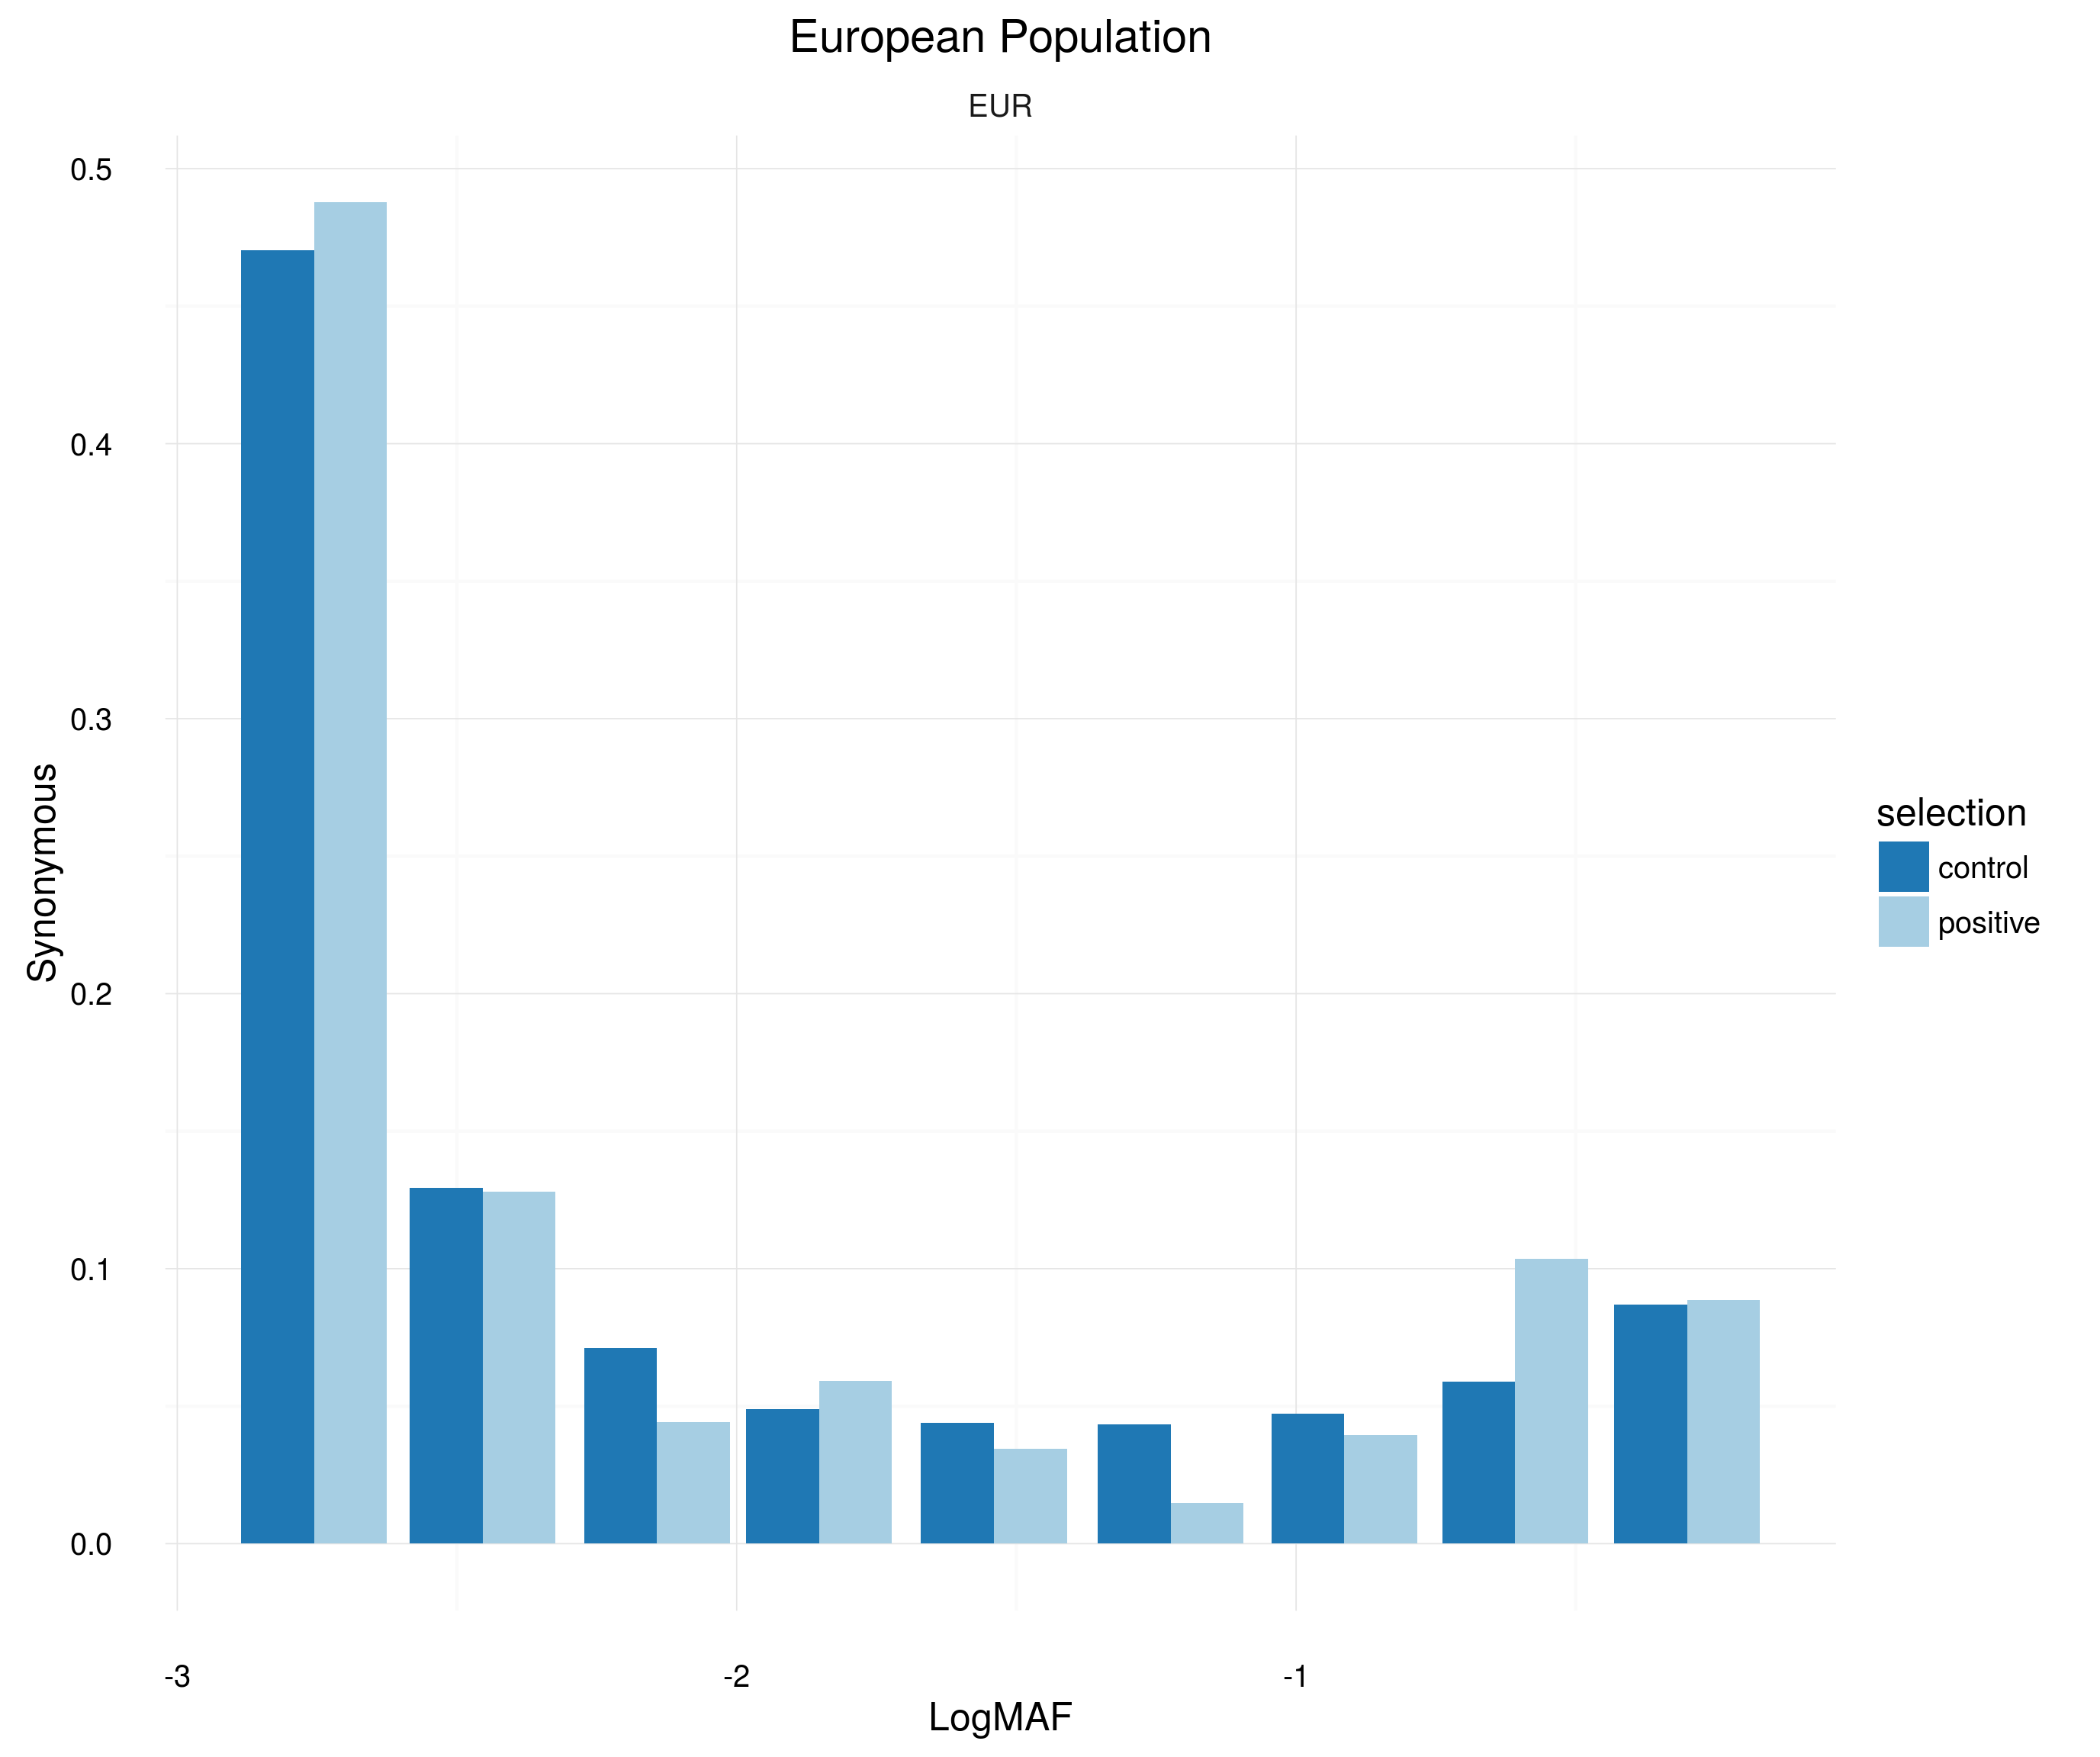 European Population
EUR
0.5
0.4
0.3
0.2
0.1
0.0
Synonymous
-3
-2
-1
LogMAF
selection
control
positive